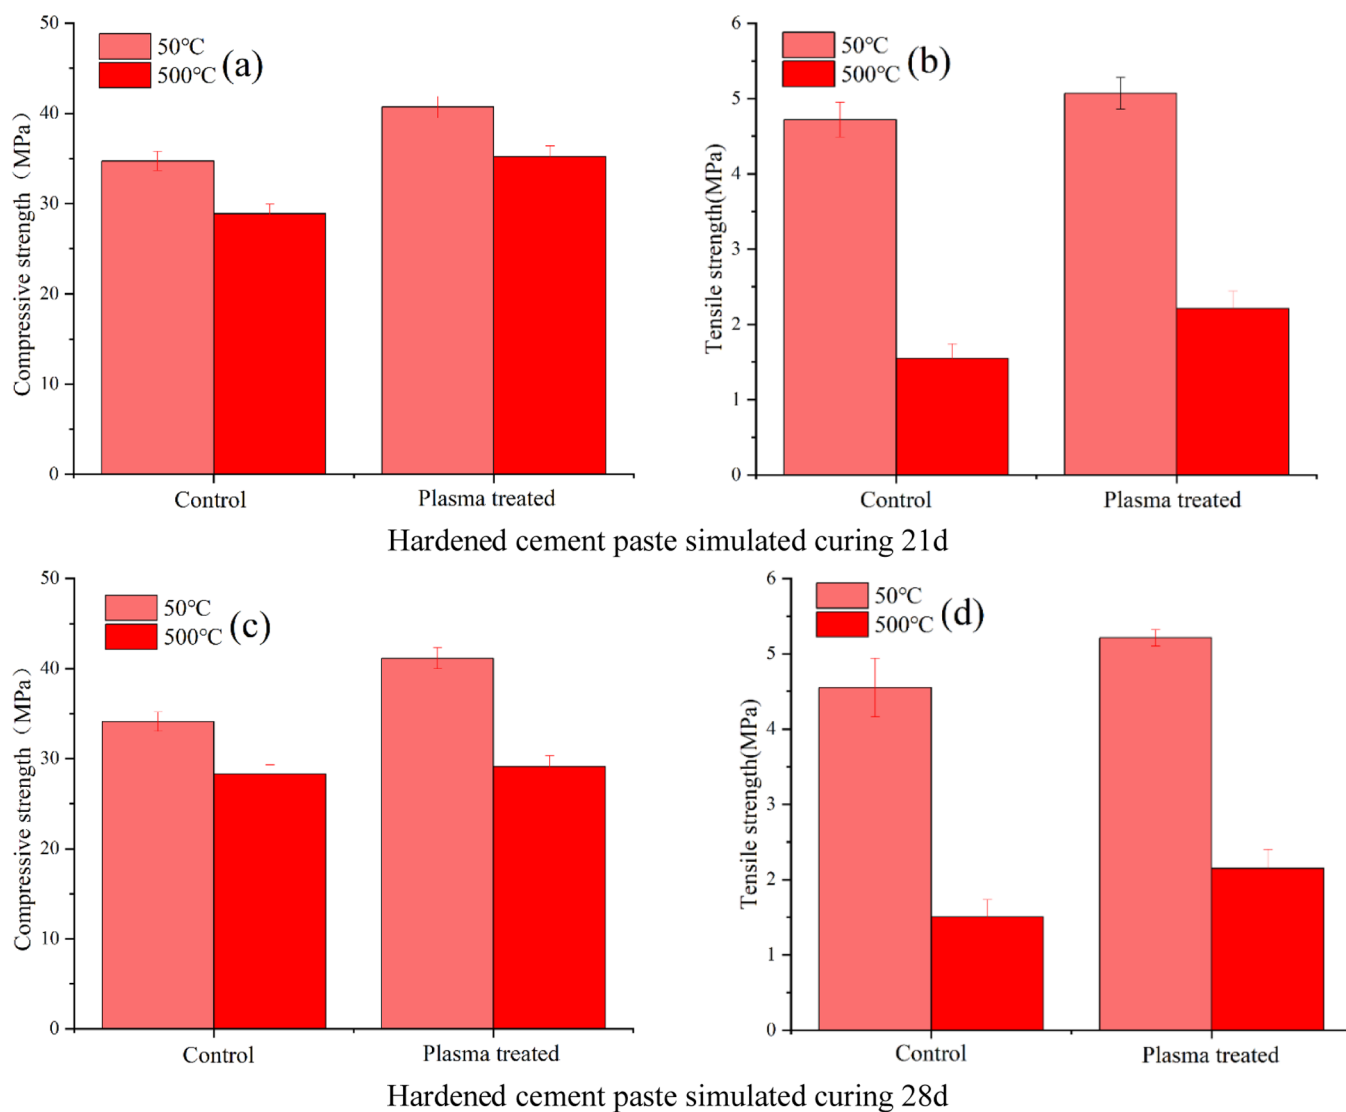 50
40
30
20
10
0
Compressive strength（MPa）
50℃
500℃
(a)
Control
Plasma treated
6
5
4
3
2
1
0
Tensile strength(MPa)
50℃
500℃
(b)
Control
Plasma treated
Hardened cement paste simulated curing 21d
50
40
30
20
10
0
Compressive strength（MPa）
50℃
500℃
(c)
Control
Plasma treated
6
5
4
3
2
1
0
Tensile strength(MPa)
50℃
500℃
(d)
Control
Plasma treated
Hardened cement paste simulated curing 28d